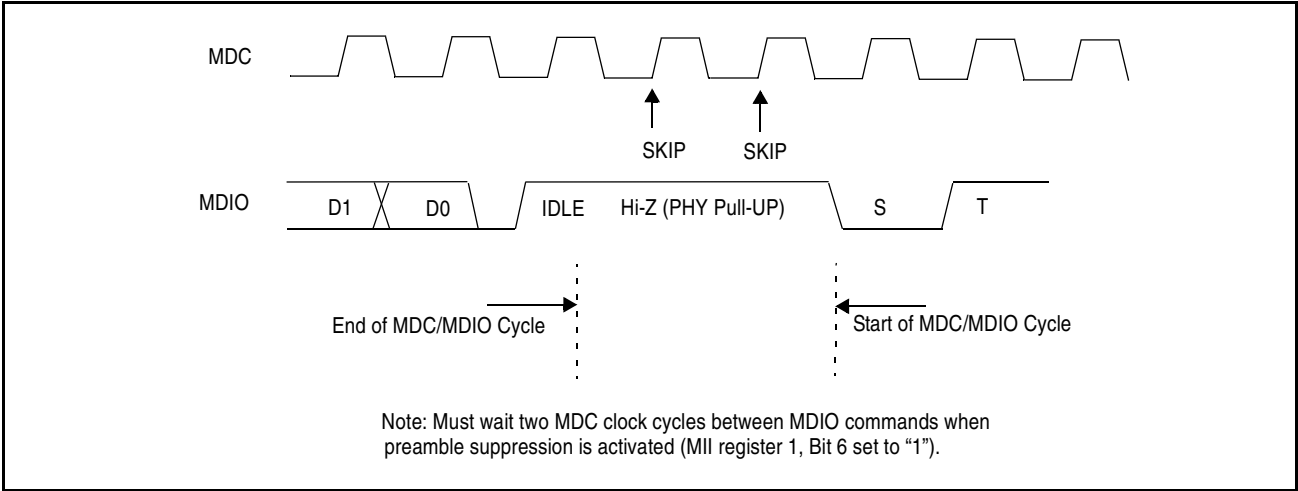 MDC
SKIP
SKIP
MDIO
D1
D0
IDLE
Hi-Z (PHY Pull-UP)
S
T
End of MDC/MDIO Cycle
Start of MDC/MDIO Cycle
Note: Must wait two MDC clock cycles between MDIO commands when
preamble suppression is activated (MII register 1, Bit 6 set to “1”).